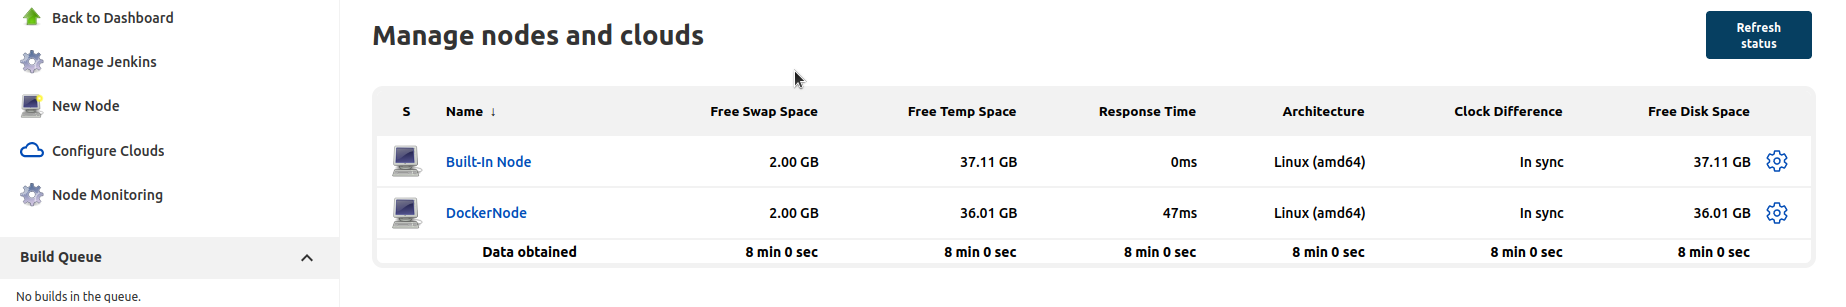 Back to Dashboard
Manage Jenkins
New Node
Configure Clouds
Node Monitoring
Build Queue
No builds in the queue.
Manage nodes and clouds
Refresh
status
S Name ↓ Free Swap Space Free Temp Space Response Time Architecture Clock Difference Free Disk Space
Built-In Node 2.00 GB 37.11 GB 0ms Linux (amd64) In sync 37.11 GB
DockerNode 2.00 GB 36.01 GB 47ms Linux (amd64) In sync 36.01 GB
Data obtained 8 min 0 sec 8 min 0 sec 8 min 0 sec 8 min 0 sec 8 min 0 sec 8 min 0 sec